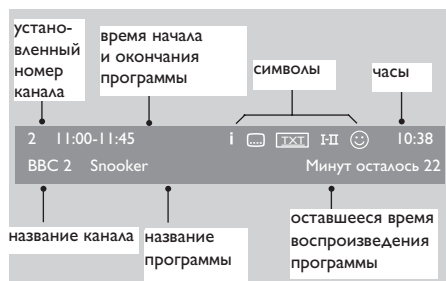 устано-
вленный
номер
канала
время начала
и окончания
программы
символы
часы
2 11:00-11:45 i TXT I-II 10:38
BBC 2 Snooker Минут осталось 22
название канала
название
программы
оставшееся время
воспроизведения
программы